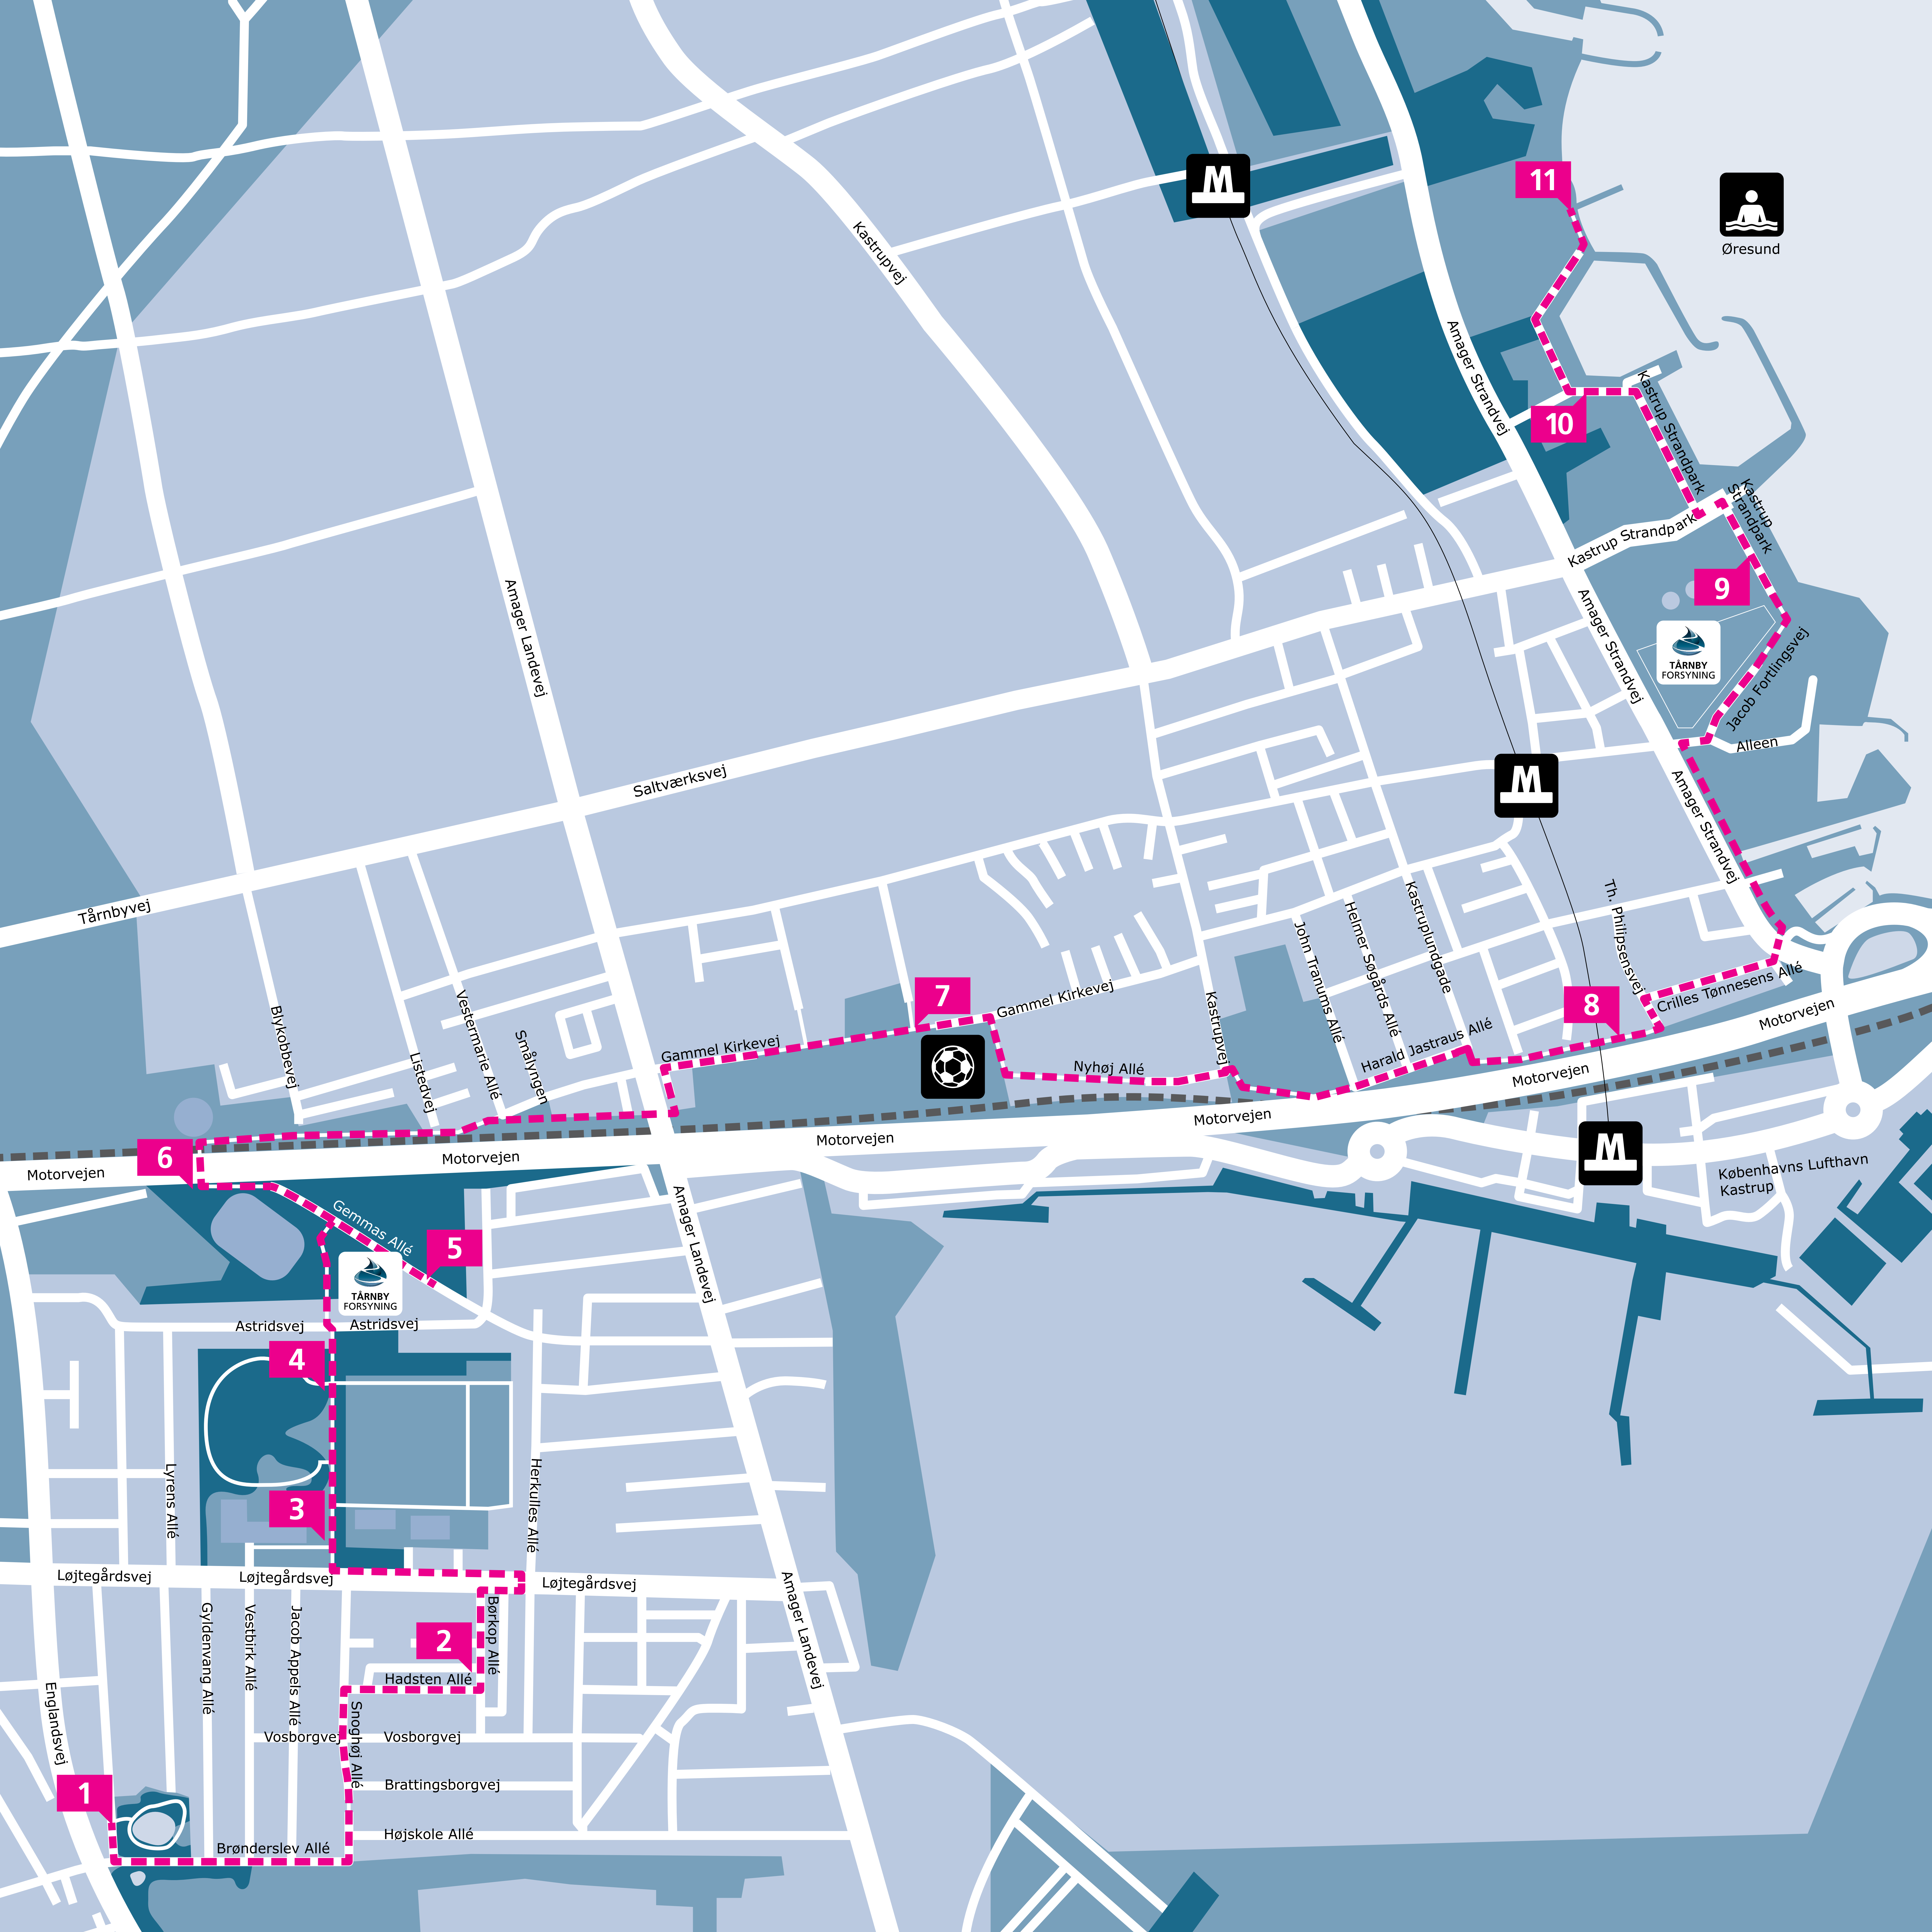 11
M
Øresund
Kastrupvej
Amager Strandvej
10
Kastrup Strandpark
Kastrup
Strandpark
Kastrup Strandpark
9
Amager Strandvej
Amager Landevej
TÅRNBY
FORSYNING
Jacob Fortlingsvej
Alleen
Saltværksvej
M
Amager Strandvej
Tårnbyvej
Th. Philipsensvej
Kastruplundgade
Helmer Søgårds Allé
John Tranums Allé
7
Gammel Kirkevej
Crilles Tønnesens Allé
8
Blykobbevej
Vestermarie Allé
Smålyngen
Listedvej
Gammel Kirkevej
Kastrupvej
Harald Jastraus Allé
Nyhøj Allé
Motorvejen
Motorvejen
Motorvejen
Motorvejen
Motorvejen
Motorvejen
6
M
Københavns Lufthavn
Kastrup
Gemmas Allé
5
Amager Landevej
TÅRNBY
FORSYNING
Astridsvej
Astridsvej
4
Lyrens Allé
Herkulles Allé
3
Løjtegårdsvej
Løjtegårdsvej
Løjtegårdsvej
Amager Landevej
Gyldenvang Allé
Vestbirk Allé
Jacob Appels Allé
Børkop Allé
2
Hadsten Allé
Englandsvej
Snoghøj Allé
Vosborgvej
Vosborgvej
Brattingsborgvej
1
Højskole Allé
Brønderslev Allé